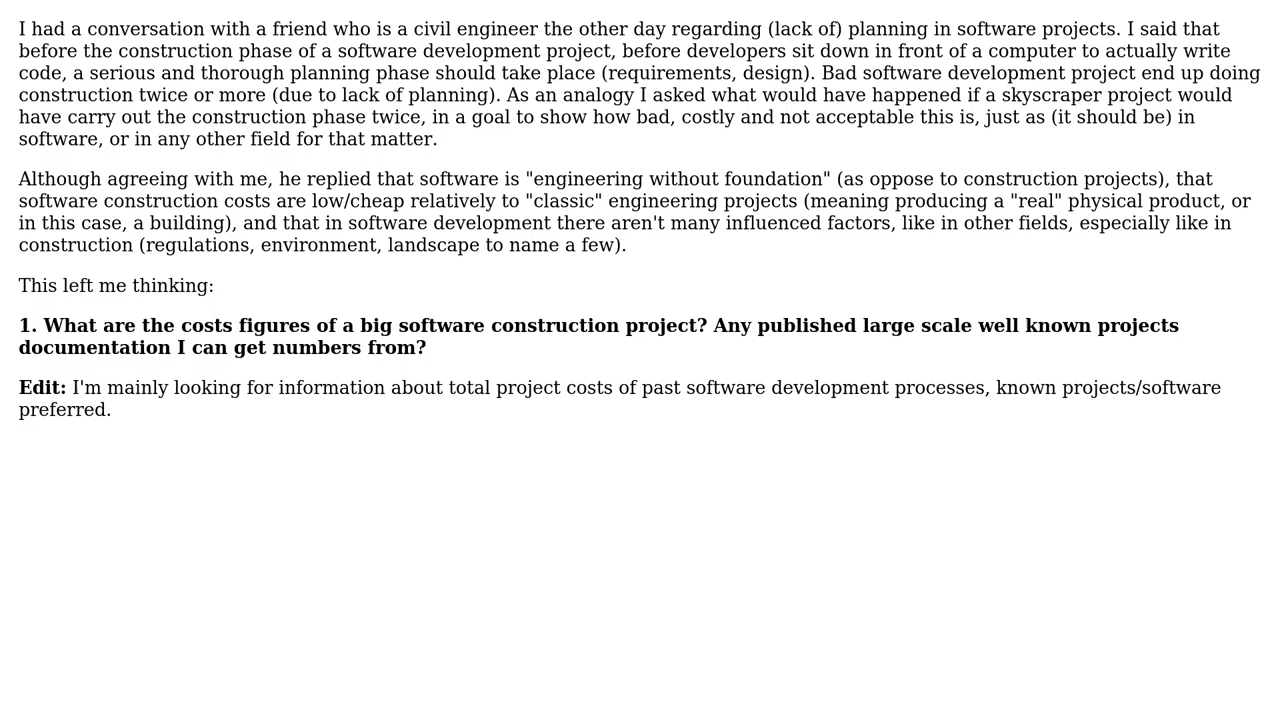 I had a conversation with a friend who is a civil engineer the other day regarding (lack of) planning in software projects. I said that
before the construction phase of a software development project, before developers sit down in front of a computer to actually write
code, a serious and thorough planning phase should take place (requirements, design). Bad software development project end up doing
construction twice or more (due to lack of planning). As an analogy I asked what would have happened if a skyscraper project would
have carry out the construction phase twice, in a goal to show how bad, costly and not acceptable this is, just as (it should be) in
software, or in any other field for that matter.
Although agreeing with me, he replied that software is "engineering without foundation" (as oppose to construction projects), that
software construction costs are low/cheap relatively to "classic" engineering projects (meaning producing a "real" physical product, or
in this case, a building), and that in software development there aren't many influenced factors, like in other fields, especially like in
construction (regulations, environment, landscape to name a few).
This left me thinking:
1. What are the costs figures of a big software construction project? Any published large scale well known projects
documentation I can get numbers from?
Edit: I'm mainly looking for information about total project costs of past software development processes, known projects/software
preferred.